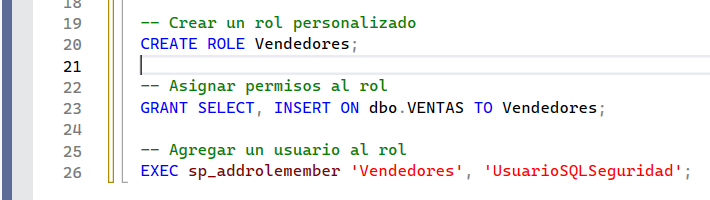 18
19 -- Crear un rol personalizado
20 CREATE ROLE Vendedores;
21
22 -- Asignar permisos al rol
23 GRANT SELECT, INSERT ON dbo.VENTAS TO Vendedores;
24
25 -- Agregar un usuario al rol
26 EXEC sp_addrolemember 'Vendedores', 'UsuarioSQLSeguridad';